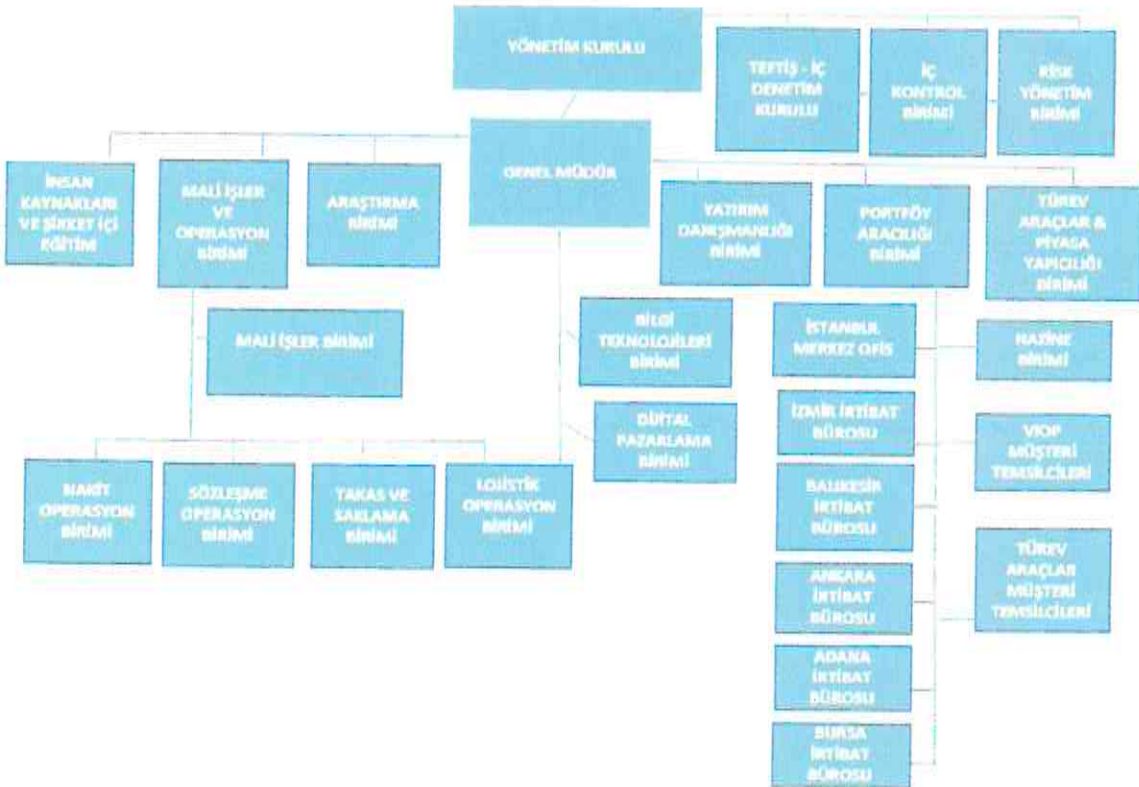 YÖNETİM KURULU
TEFTİŞ - İÇ
DENETİM
KURULU
İÇ
KONTROL
BİRİMİ
RİSK
YÖNETİM
BİRİMİ
GENEL MÜDÜR
İNSAN
KAYNAKLARI
VE ŞİRKET İÇİ
EĞİTİM
MALİ İŞLER
VE
OPERASYON
BİRİMİ
ARAŞTIRMA
BİRİMİ
YATIRIM
DANIŞMANLIĞI
BİRİMİ
PORTFÖY
ARACILIĞI
BİRİMİ
TÜREV
ARAÇLAR &
PİYASA
YAPICILIĞI
BİRİMİ
MALİ İŞLER BİRİMİ
BİLGİ
TEKNOLOJİLERİ
BİRİMİ
İSTANBUL
MERKEZ OFİS
HAZİNE
BİRİMİ
DİJİTAL
PAZARLAMA
BİRİMİ
İZMİR İRTİBAT
BÜROSU
VİOP
MÜŞTERİ
TEMSİLCİLERİ
NAKİT
OPERASYON
BİRİMİ
SÖZLEŞME
OPERASYON
BİRİMİ
TAKAS VE
SAKLAMA
BİRİMİ
LOJİSTİK
OPERASYON
BİRİMİ
BALIKESİR
İRTİBAT
BÜROSU
TÜREV
ARAÇLAR
MÜŞTERİ
TEMSİLCİLERİ
ANKARA
İRTİBAT
BÜROSU
ADANA
İRTİBAT
BÜROSU
BURSA
İRTİBAT
BÜROSU